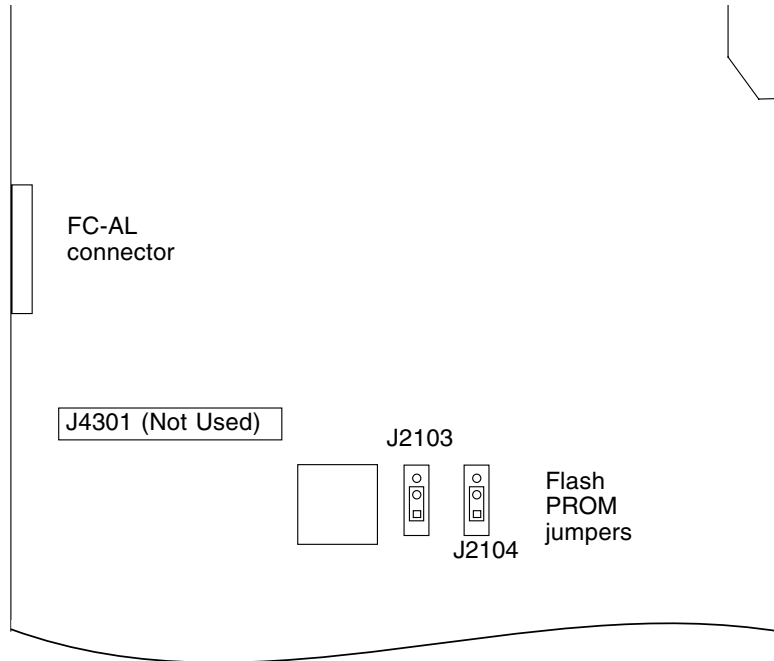 FC-AL
connector
J4301 (Not Used)
J2103
Flash
PROM
jumpers
J2104